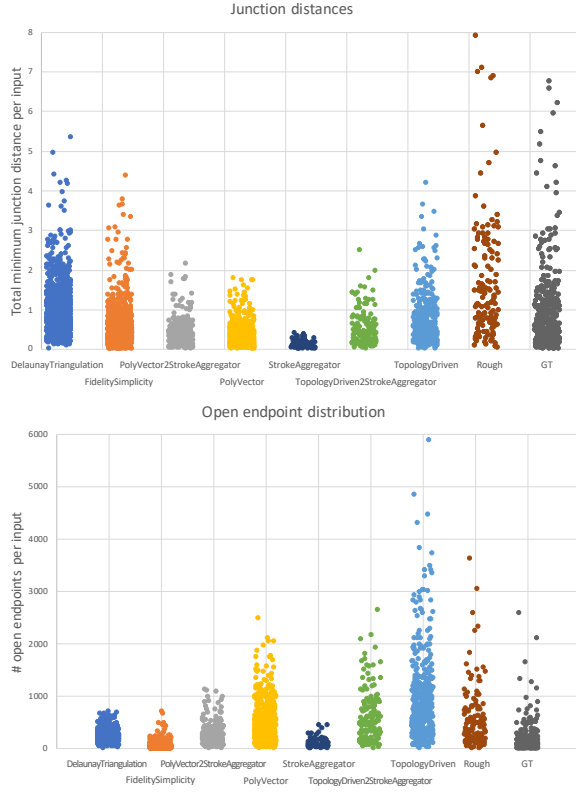 Junction distances
Total minimum junction distance per input
8
7
6
5
4
3
2
1
0
DelaunayTriangulation PolyVector2StrokeAggregator StrokeAggregator TopologyDriven Rough GT
FidelitySimplicity PolyVector TopologyDriven2StrokeAggregator
Open endpoint distribution
# open endpoints per input
6000
5000
4000
3000
2000
1000
0
DelaunayTriangulation PolyVector2StrokeAggregator StrokeAggregator TopologyDriven Rough GT
FidelitySimplicity PolyVector TopologyDriven2StrokeAggregator